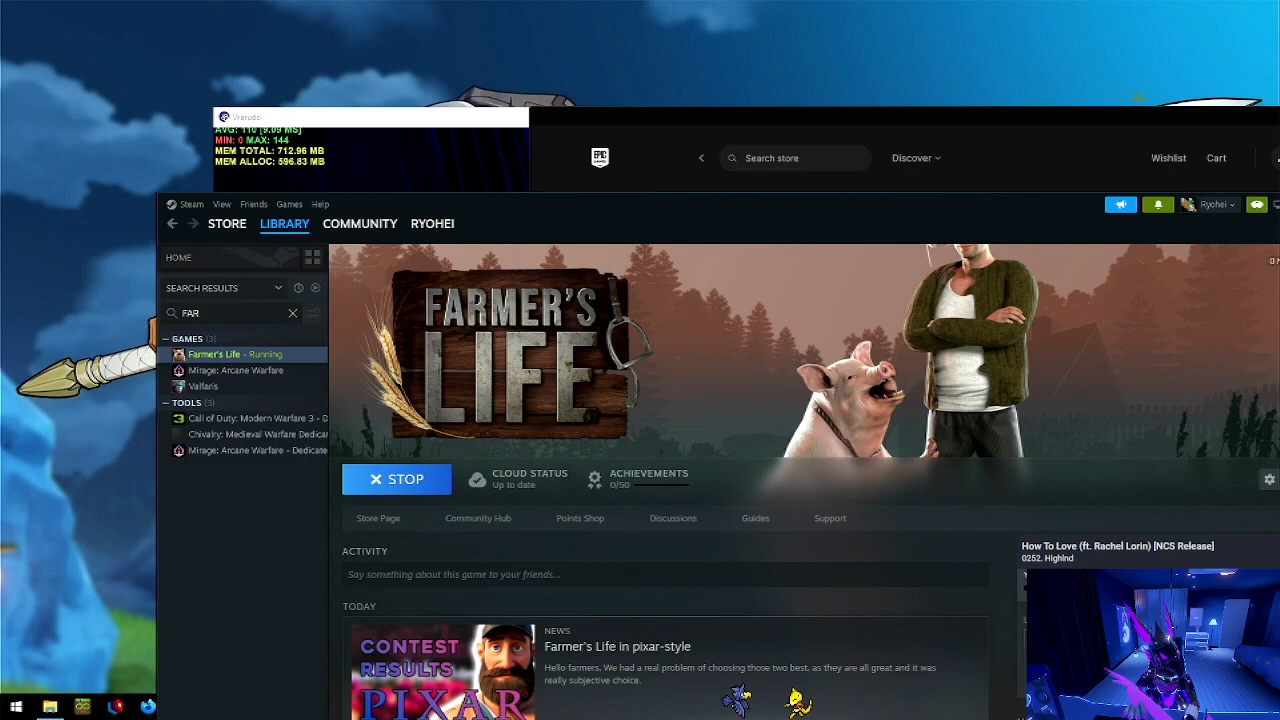 Warudo
AVG: 110 [9.09 MS]
MIN: 0 MAX: 144
MEM TOTAL: 712.96 MB
MEM ALLOC: 596.83 MB
EPIC GAMES
Search store
Discover
Wishlist
Cart
Steam View Friends Games Help
Ryohei
STORE LIBRARY COMMUNITY RYOHEI
HOME
SEARCH RESULTS
FAR
GAMES (3)
Farmer's Life - Running
Mirage: Arcane Warfare
Valfaris
TOOLS (3)
Call of Duty: Modern Warfare 3 - D
Chivalry: Medieval Warfare Dedicat
Mirage: Arcane Warfare - Dedicate
FARMER'S
LIFE
STOP
CLOUD STATUS
Up to date
ACHIEVEMENTS
0/50
Store Page
Community Hub
Points Shop
Discussions
Guides
Support
ACTIVITY
Say something about this game to your friends...
TODAY
CONTEST
RESULTS
PIXAR
NEWS
Farmer's Life in pixar-style
Hello farmers, We had a real problem of choosing those two best, as they are all great and it was
really subjective choice.
How To Love (ft. Rachel Lorin) [NCS Release]
0252. Highlnd